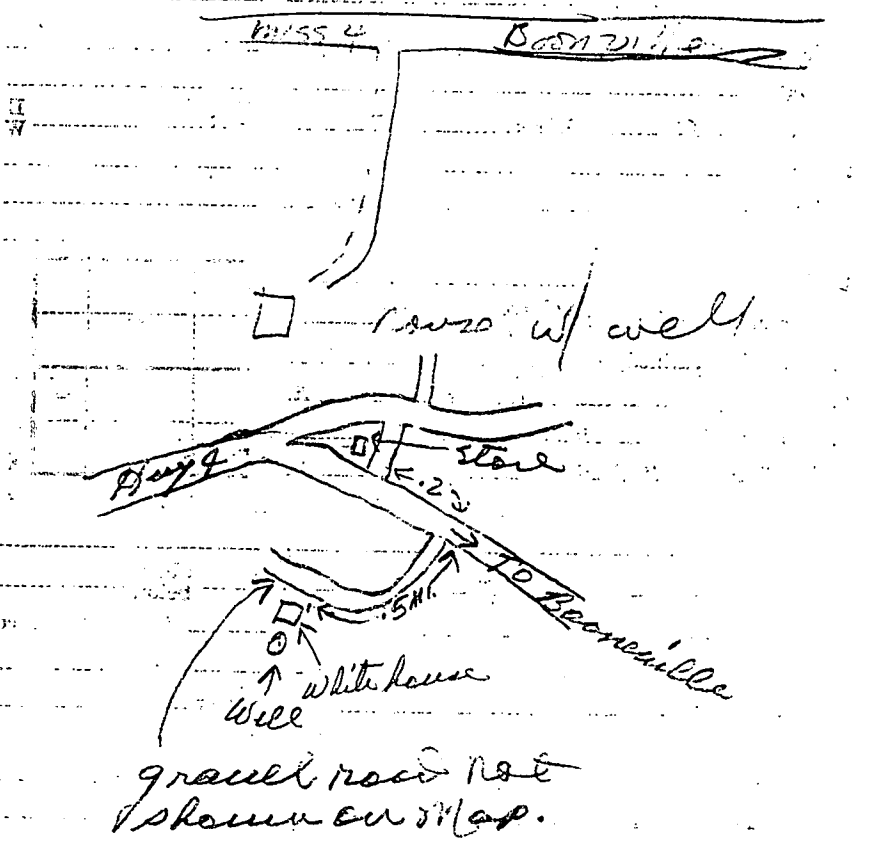 Miss 4 Boonville
w/ well
Store
Hwy 4
.2
To Booneville
.5 MI.
White house
Well
gravel road not
shown on Map.